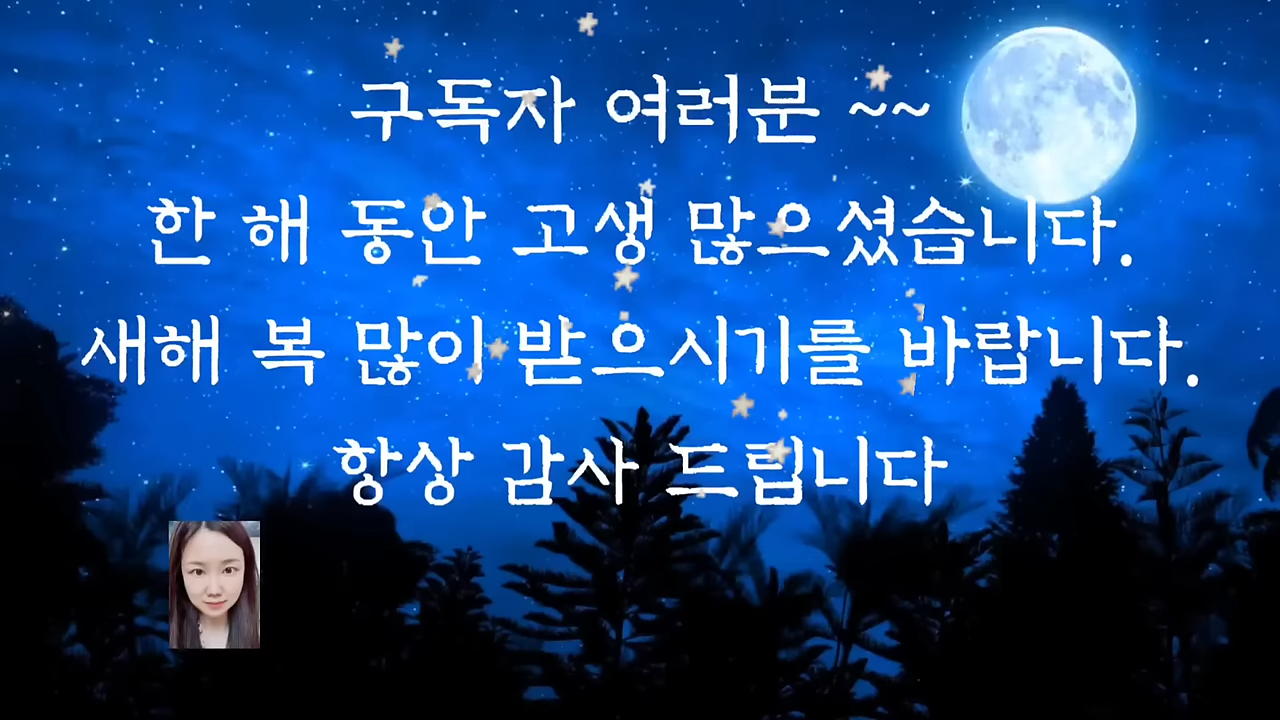 구독자 여러분 ~~
한 해 동안 고생 많으셨습니다.
새해 복 많이 받으시기를 바랍니다.
항상 감사 드립니다